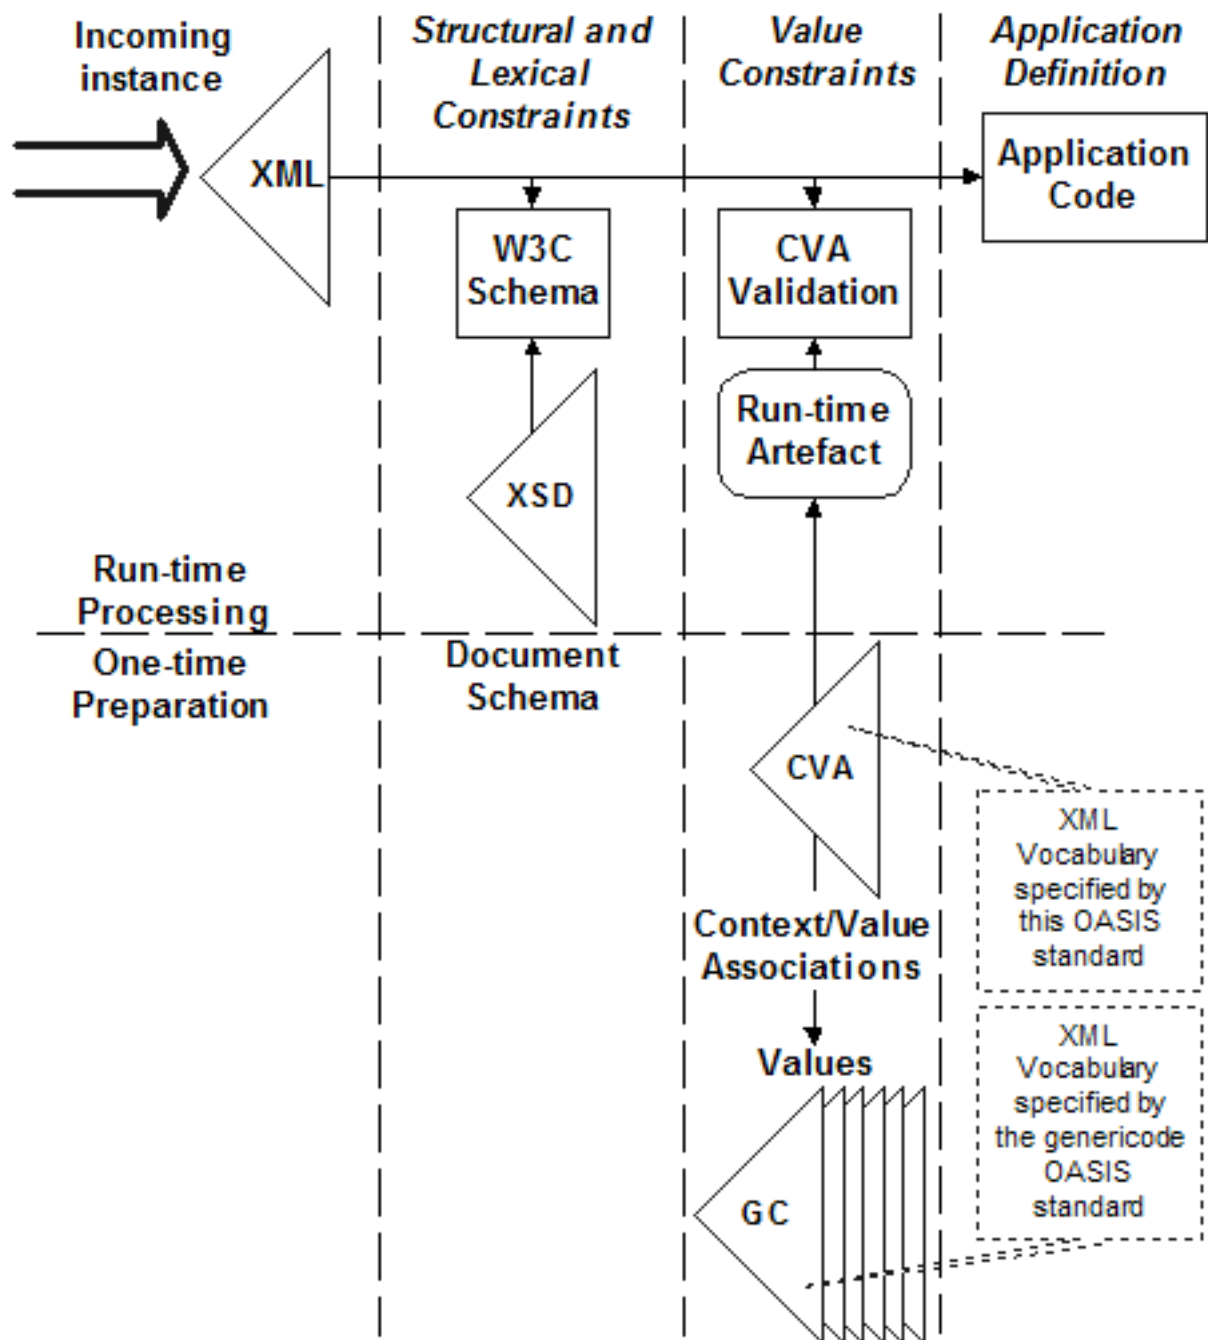 Incoming
instance
Structural and
Lexical
Constraints
Value
Constraints
Application
Definition
XML
W3C
Schema
CVA
Validation
Application
Code
XSD
Run-time
Artefact
Run-time
Processing
One-time
Preparation
Document
Schema
CVA
XML
Vocabulary
specified by
this OASIS
standard
Context/Value
Associations
Values
GC
XML
Vocabulary
specified by
the genericode
OASIS
standard